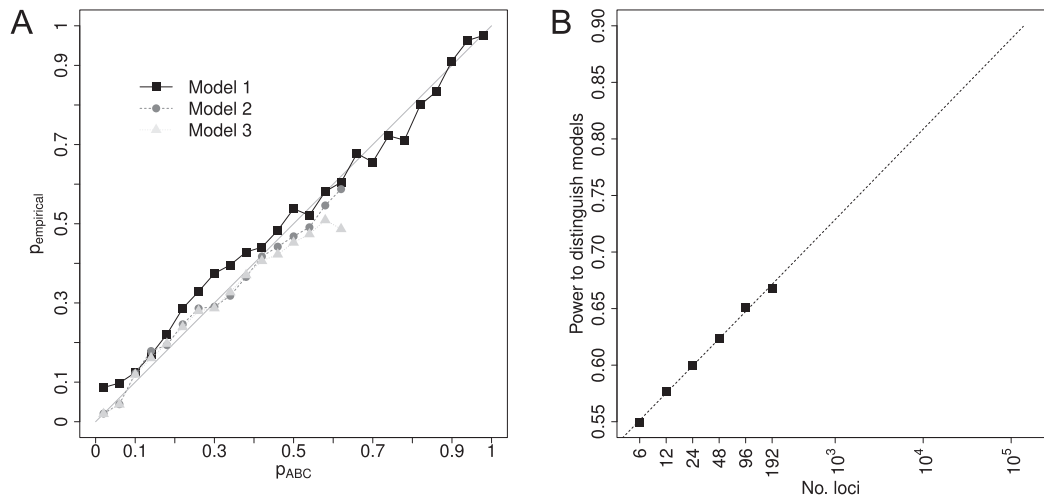 A
1
0.9
0.7
0.5
0.3
0.1
0
p_empirical
Model 1
Model 2
Model 3
0 0.1 0.3 0.5 0.7 0.9 1
p_ABC
B
0.90
0.85
0.80
0.75
0.70
0.65
0.60
0.55
Power to distinguish models
6 12 24 48 96 192 10³ 10⁴ 10⁵
No. loci